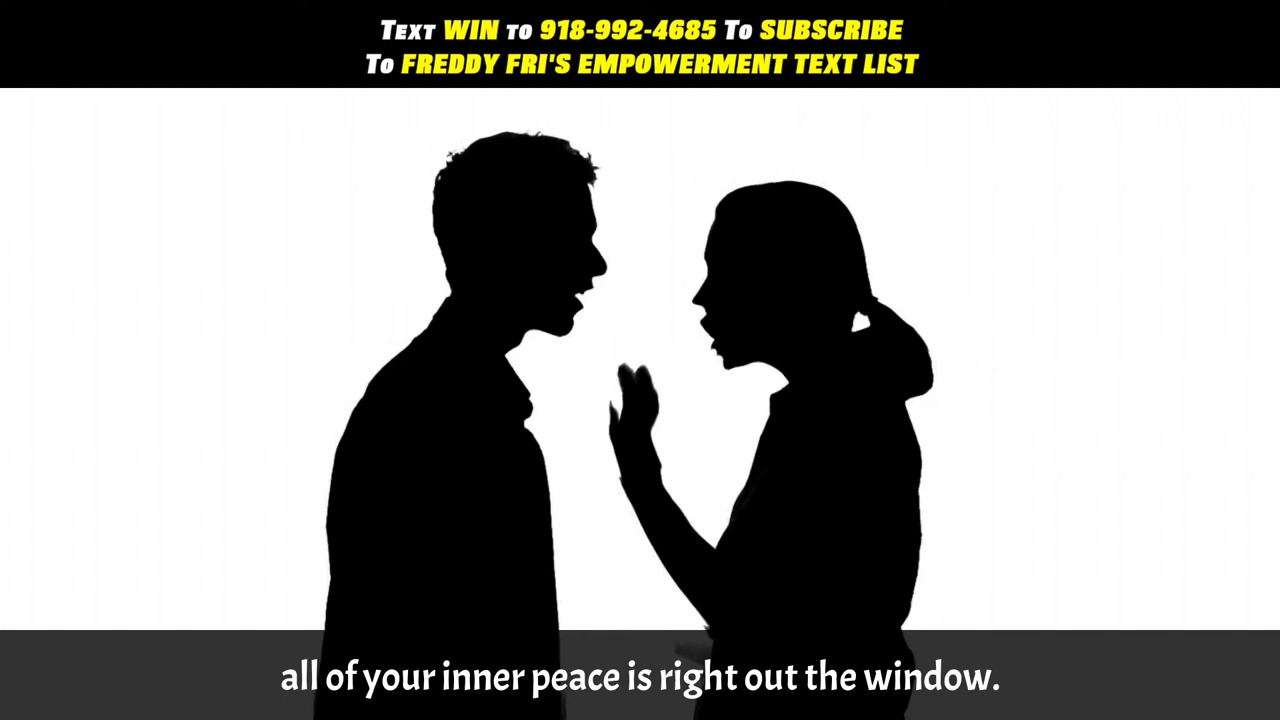 Text WIN to 918-992-4685 To SUBSCRIBE
To FREDDY FRI'S EMPOWERMENT TEXT LIST
all of your inner peace is right out the window.